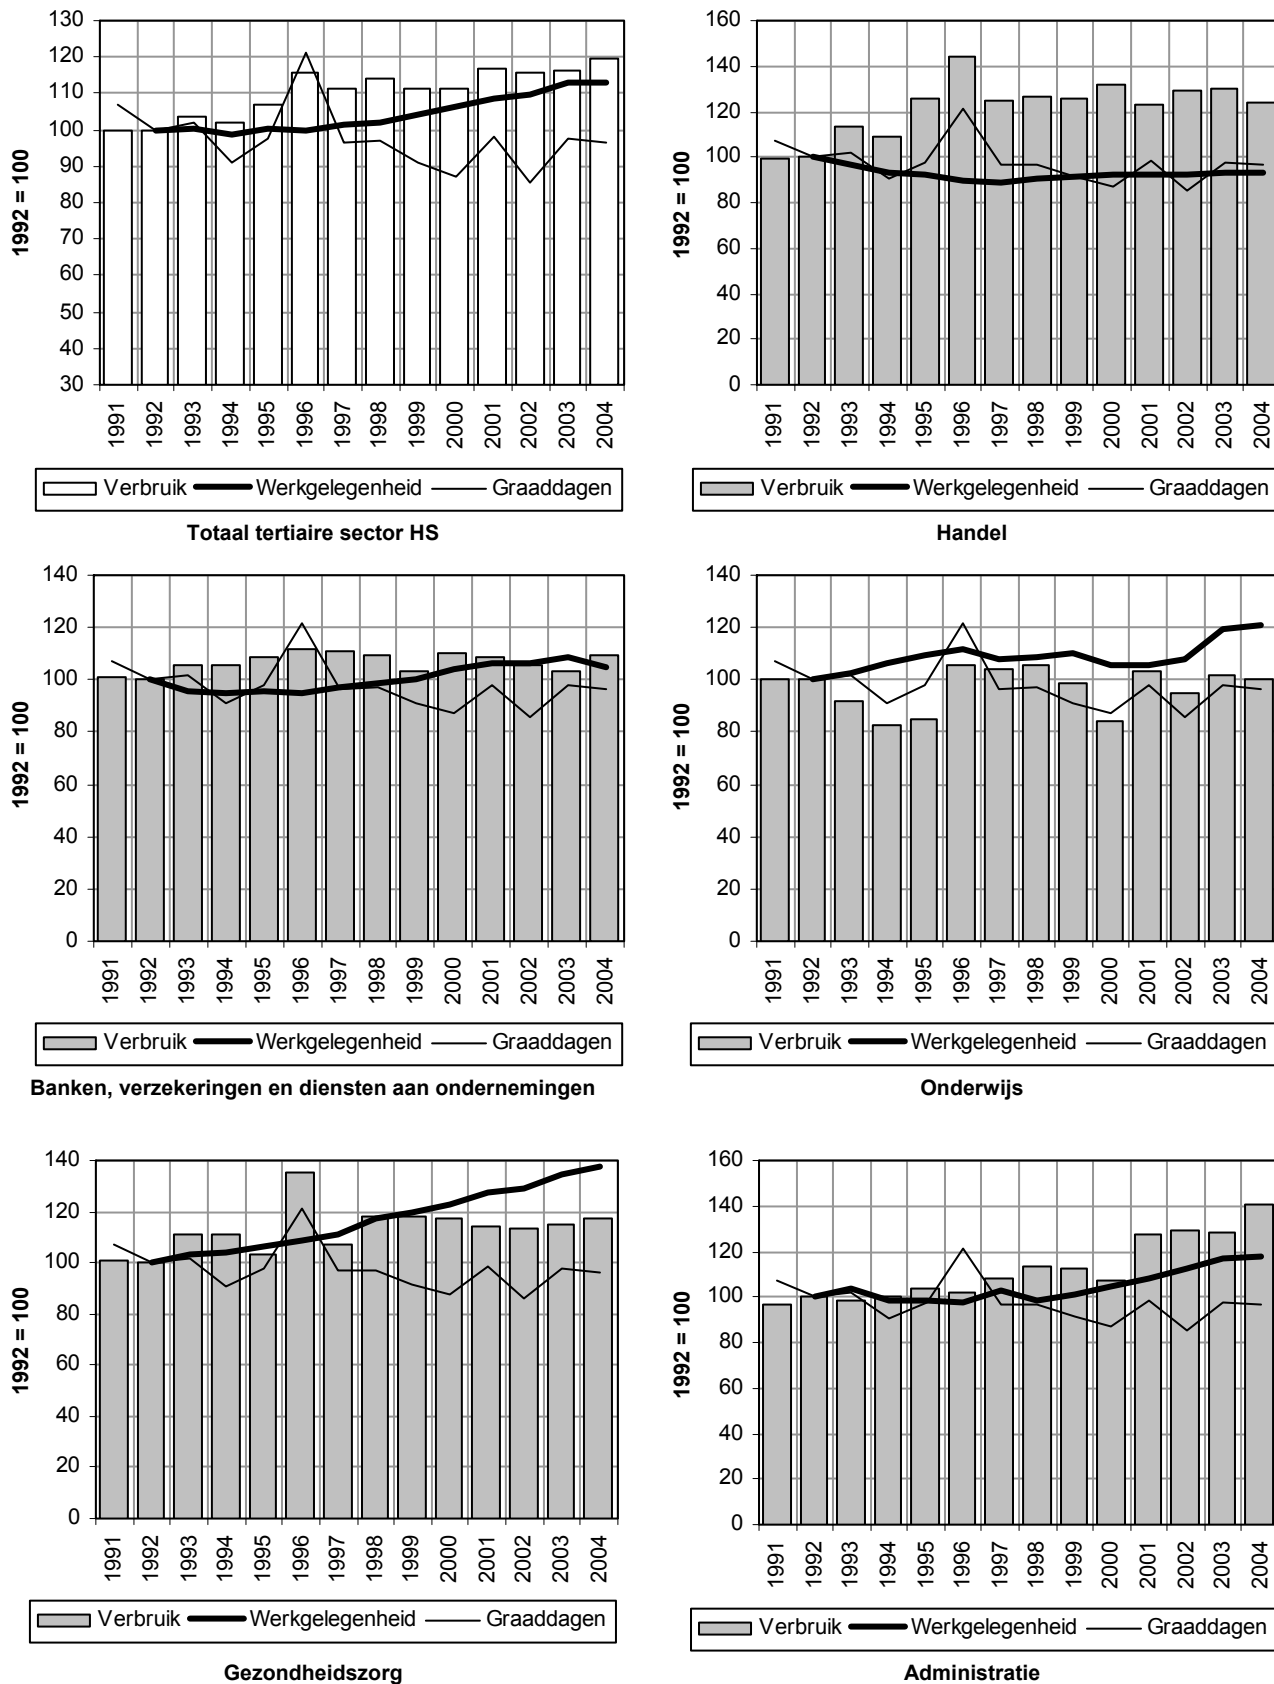 130
120
110
100
90
80
70
60
50
40
30
1992 = 100
1991 1992 1993 1994 1995 1996 1997 1998 1999 2000 2001 2002 2003 2004
Verbruik Werkgelegenheid Graaddagen
Totaal tertiaire sector HS
160
140
120
100
80
60
40
20
0
1992 = 100
1991 1992 1993 1994 1995 1996 1997 1998 1999 2000 2001 2002 2003 2004
Verbruik Werkgelegenheid Graaddagen
Handel
140
120
100
80
60
40
20
0
1992 = 100
1991 1992 1993 1994 1995 1996 1997 1998 1999 2000 2001 2002 2003 2004
Verbruik Werkgelegenheid Graaddagen
Banken, verzekeringen en diensten aan ondernemingen
140
120
100
80
60
40
20
0
1992 = 100
1991 1992 1993 1994 1995 1996 1997 1998 1999 2000 2001 2002 2003 2004
Verbruik Werkgelegenheid Graaddagen
Onderwijs
140
120
100
80
60
40
20
0
1992 = 100
1991 1992 1993 1994 1995 1996 1997 1998 1999 2000 2001 2002 2003 2004
Verbruik Werkgelegenheid Graaddagen
Gezondheidszorg
160
140
120
100
80
60
40
20
0
1992 = 100
1991 1992 1993 1994 1995 1996 1997 1998 1999 2000 2001 2002 2003 2004
Verbruik Werkgelegenheid Graaddagen
Administratie